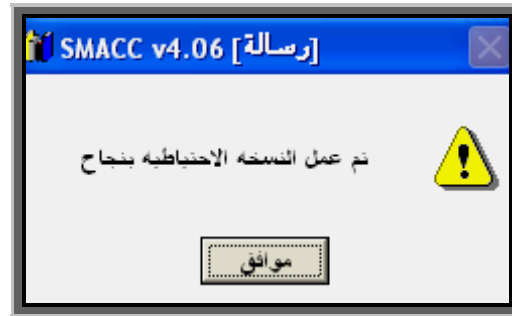 SMACC v4.06 [رسالة]
تم عمل النسخه الاحتياطيه بنجاح
موافق